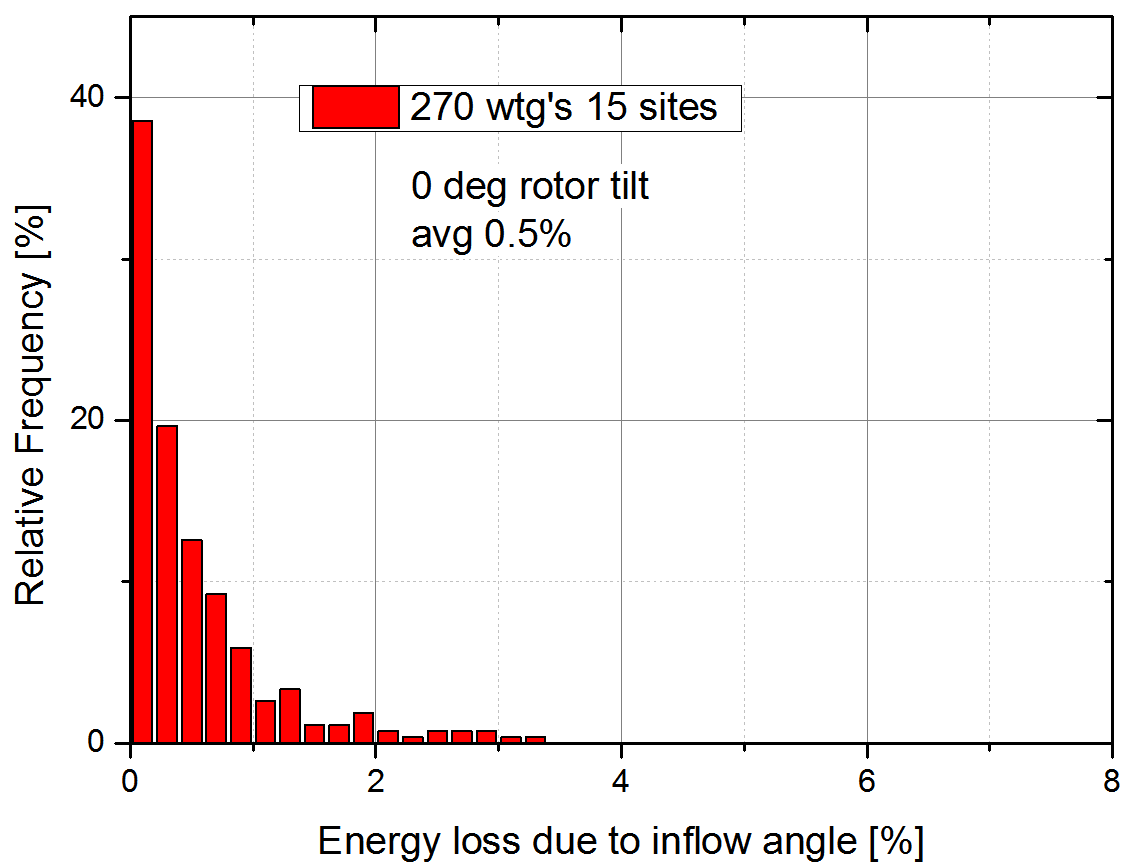 40
20
0
0
2
4
6
8
Relative Frequency [%]
270 wtg's 15 sites
0 deg rotor tilt
avg 0.5%
Energy loss due to inflow angle [%]